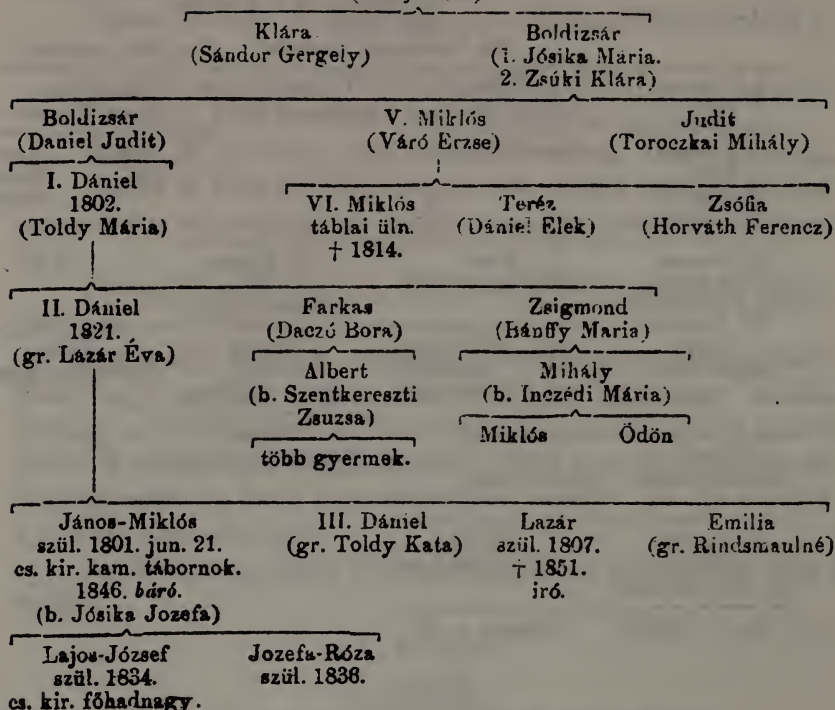 Klára Boldizsár
(Sándor Gergely) (1. Jósika Mária.
2. Zsúki Klára)
Boldizsár V. Miklós Judit
(Daniel Judit) (Váró Erzse) (Toroczkai Mihály)
I. Dániel
1802. VI. Miklós Teréz Zsófia
(Toldy Mária) táblai üln. (Dániel Elek) (Horváth Ferencz)
† 1814.
II. Dániel Farkas Zsigmond
1821. (Daczó Bora) (Bánffy Maria)
(gr. Lázár Éva)
Albert Mihály
(b. Szentkereszti (b. Inczédi Mária)
Zsuzsa)
Miklós Ödön
több gyermek.
János-Miklós III. Dániel Lazár Emilia
szül. 1801. jun. 21. (gr. Toldy Kata) szül. 1807. (gr. Rindsmaulné)
cs. kir. kam. tábornok. † 1851.
1846. báró. író.
(b. Jósika Jozefa)
Lajos-József Jozefa-Róza
szül. 1834. szül. 1836.
cs. kir. főhadnagy.